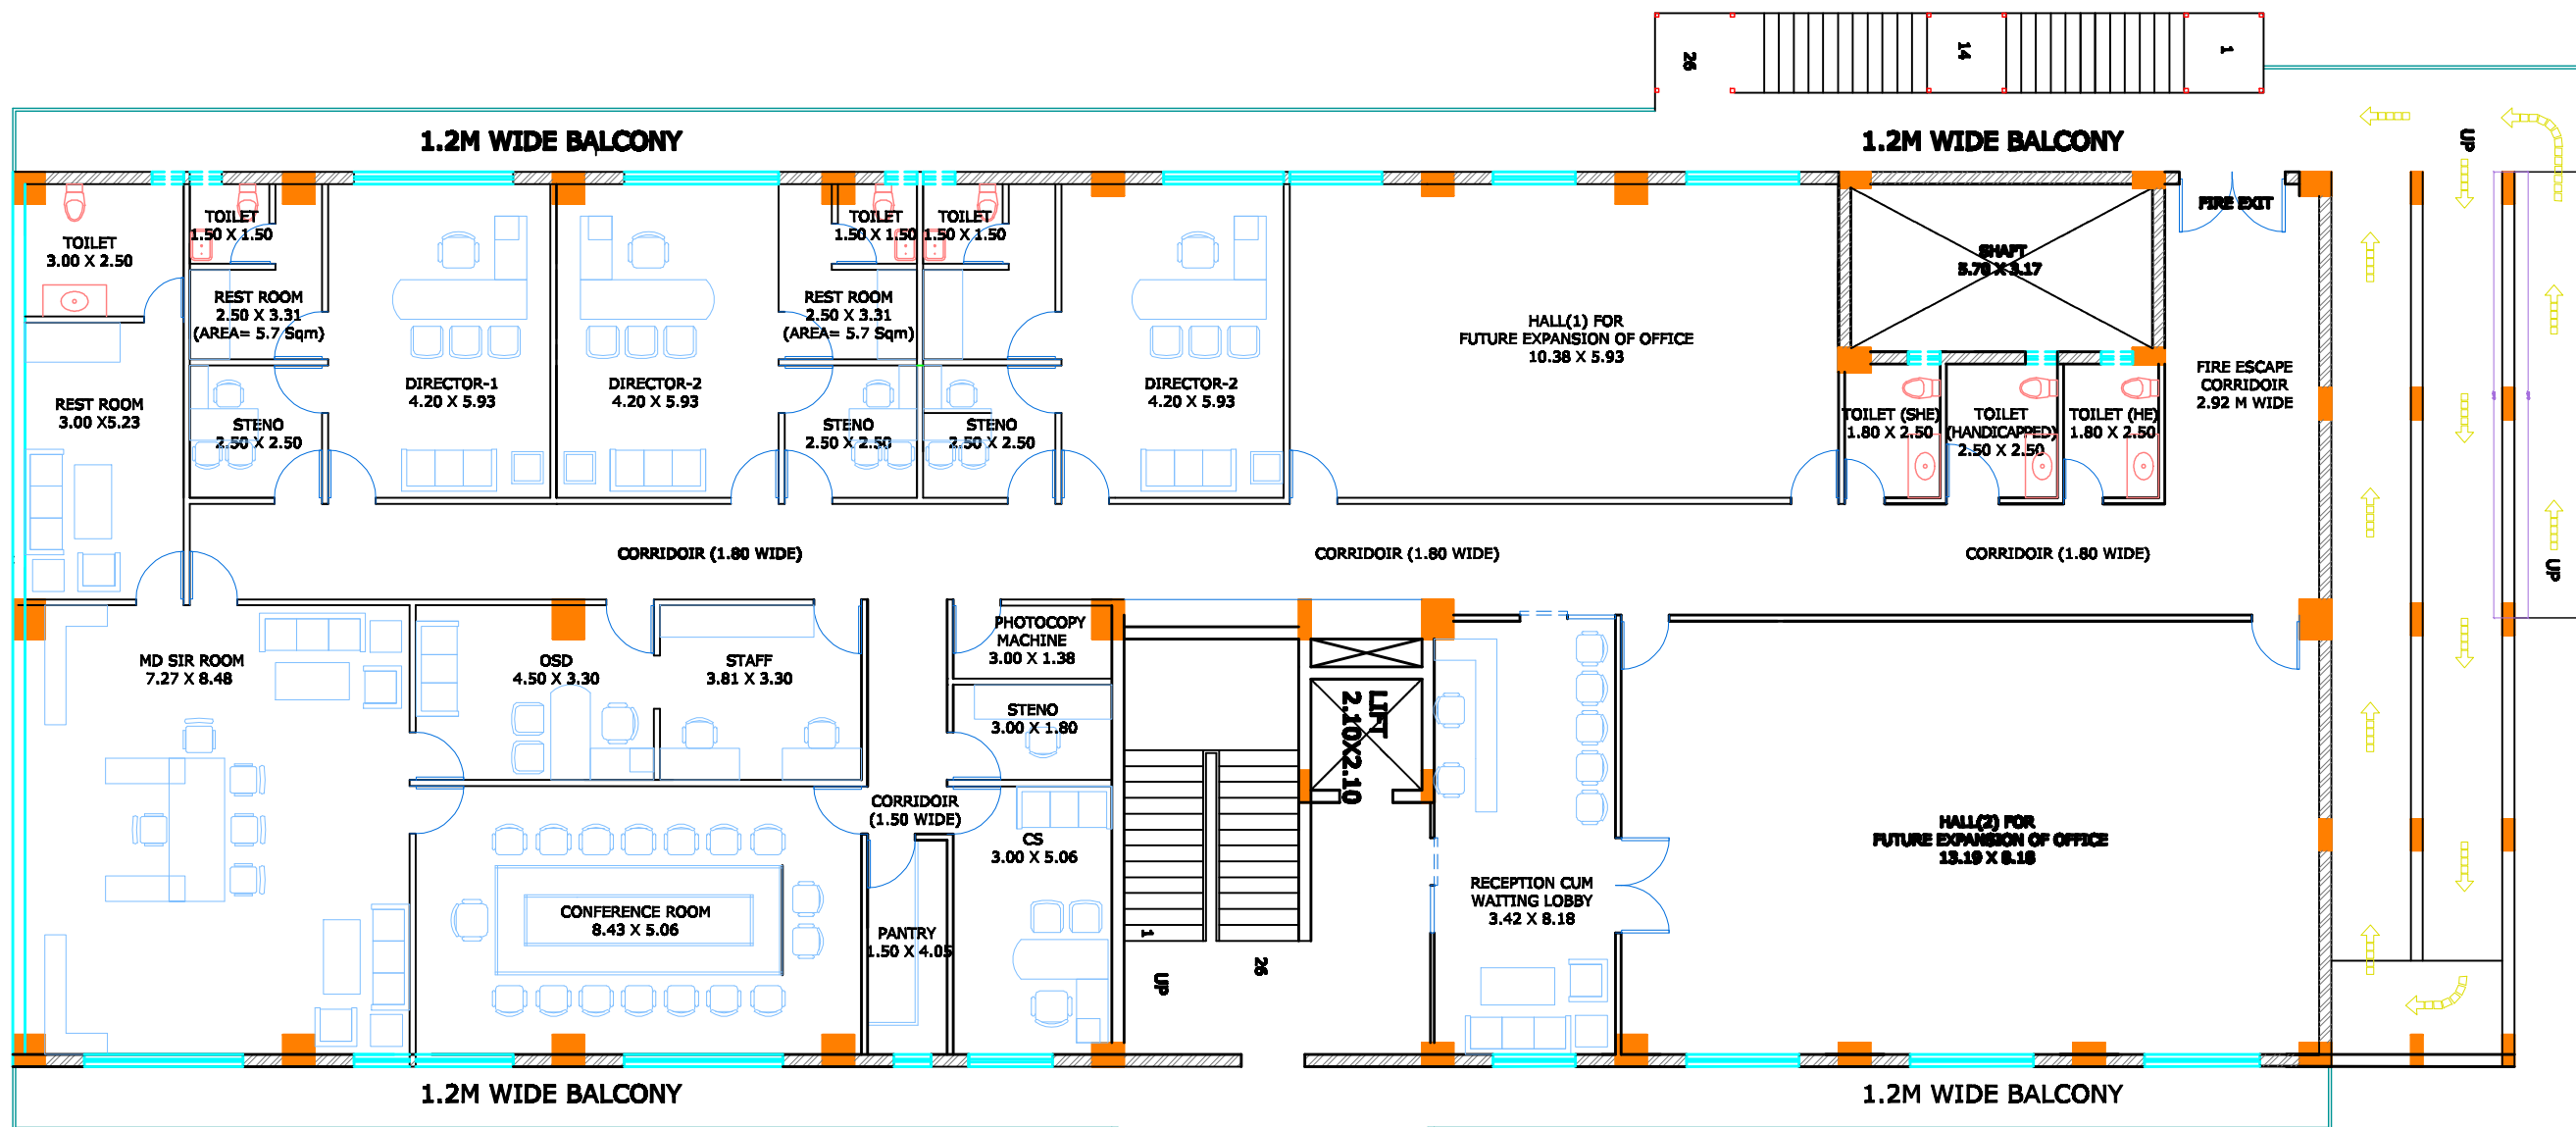 26
14
1
1.2M WIDE BALCONY
1.2M WIDE BALCONY
UP
TOILET
3.00 X 2.50
TOILET
1.50 X 1.50
TOILET
1.50 X 1.50
TOILET
1.50 X 1.50
FIRE EXIT
SHAFT
5.70 X 3.17
REST ROOM
2.50 X 3.31
(AREA= 5.7 Sqm)
REST ROOM
2.50 X 3.31
(AREA= 5.7 Sqm)
HALL(1) FOR
FUTURE EXPANSION OF OFFICE
10.38 X 5.93
REST ROOM
3.00 X5.23
DIRECTOR-1
4.20 X 5.93
DIRECTOR-2
4.20 X 5.93
DIRECTOR-2
4.20 X 5.93
FIRE ESCAPE
CORRIDOIR
2.92 M WIDE
STENO
2.50 X 2.50
STENO
2.50 X 2.50
STENO
2.50 X 2.50
TOILET (SHE)
1.80 X 2.50
TOILET
(HANDICAPPED)
2.50 X 2.50
TOILET (HE)
1.80 X 2.50
CORRIDOIR (1.80 WIDE)
CORRIDOIR (1.80 WIDE)
CORRIDOIR (1.80 WIDE)
UP
MD SIR ROOM
7.27 X 8.48
OSD
4.50 X 3.30
STAFF
3.81 X 3.30
PHOTOCOPY
MACHINE
3.00 X 1.38
STENO
3.00 X 1.80
LIFT
2.10X2.10
CORRIDOIR
(1.50 WIDE)
CS
3.00 X 5.06
HALL(2) FOR
FUTURE EXPANSION OF OFFICE
13.19 X 8.18
CONFERENCE ROOM
8.43 X 5.06
PANTRY
1.50 X 4.05
RECEPTION CUM
WAITING LOBBY
3.42 X 8.18
1
UP
26
1.2M WIDE BALCONY
1.2M WIDE BALCONY